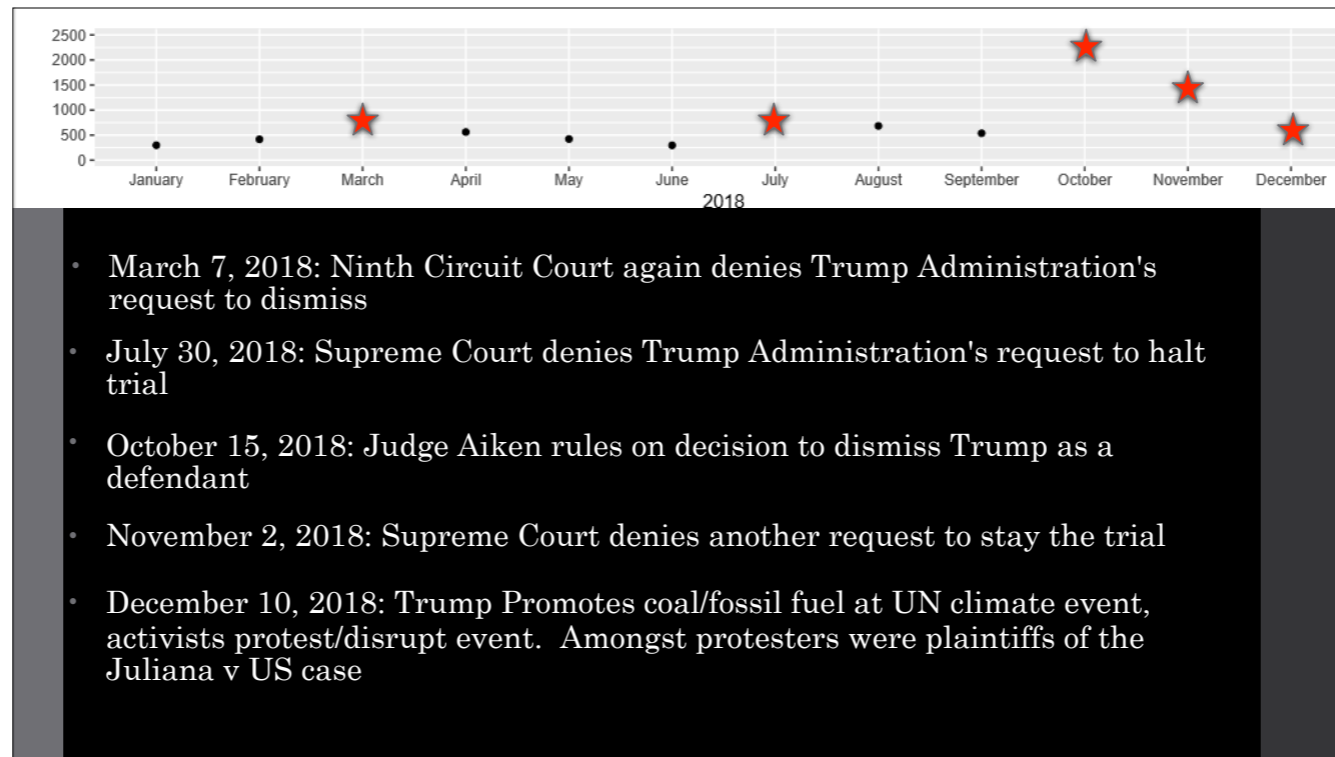 2500
2000
1500
1000
500
0
January February March April May June July August September October November December
2018
• March 7, 2018: Ninth Circuit Court again denies Trump Administration's
request to dismiss
• July 30, 2018: Supreme Court denies Trump Administration's request to halt
trial
• October 15, 2018: Judge Aiken rules on decision to dismiss Trump as a
defendant
• November 2, 2018: Supreme Court denies another request to stay the trial
• December 10, 2018: Trump Promotes coal/fossil fuel at UN climate event,
activists protest/disrupt event.  Amongst protesters were plaintiffs of the
Juliana v US case